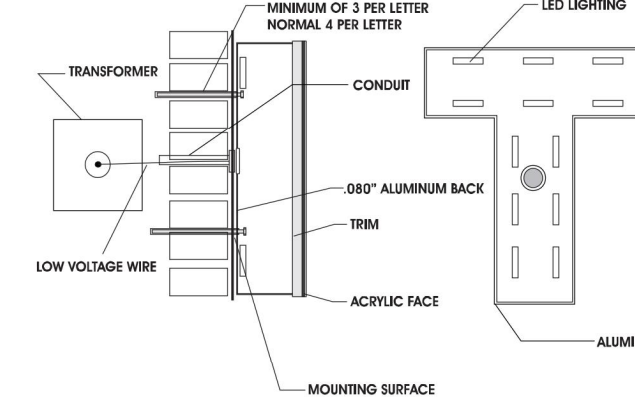 MINIMUM OF 3 PER LETTER
NORMAL 4 PER LETTER
LED LIGHTING
TRANSFORMER
CONDUIT
.080" ALUMINUM BACK
TRIM
LOW VOLTAGE WIRE
ACRYLIC FACE
ALUMI
MOUNTING SURFACE